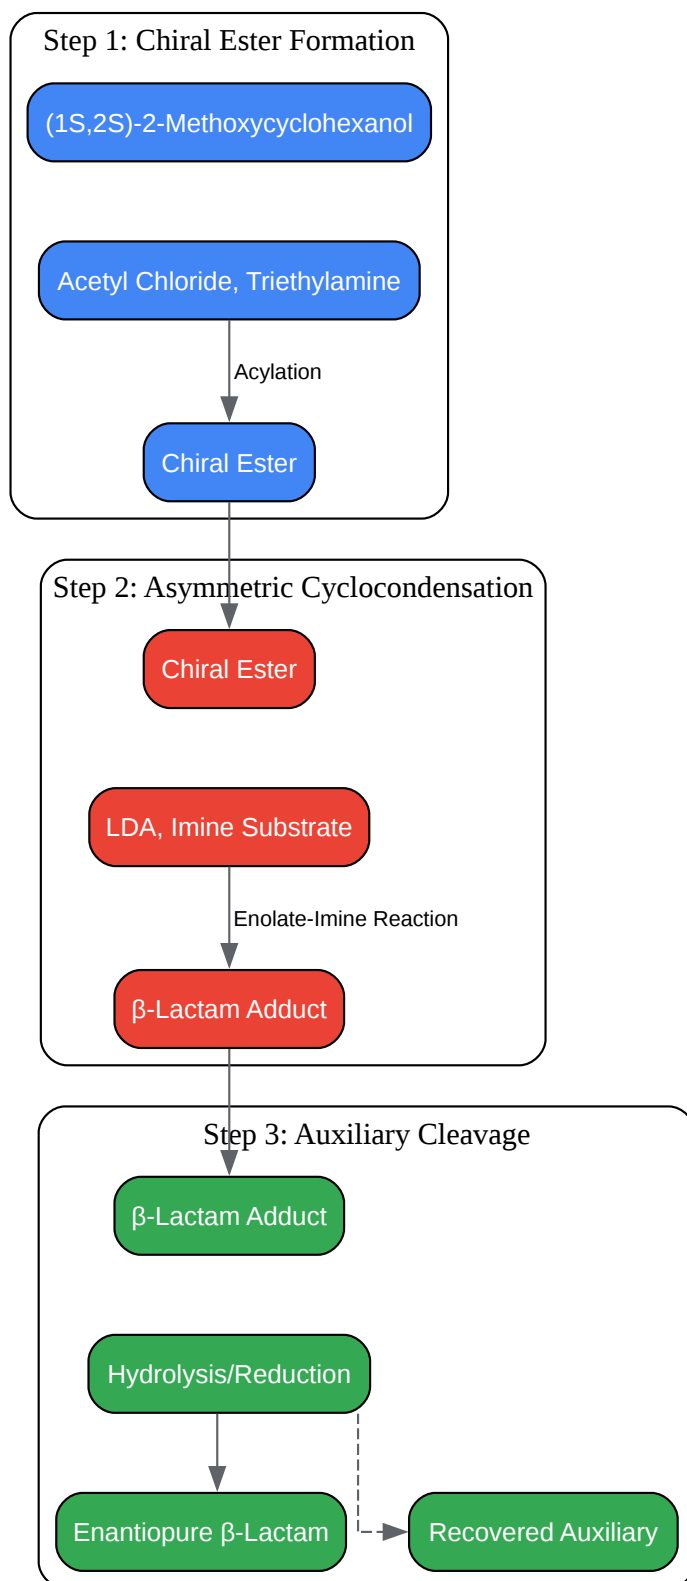 Step 1: Chiral Ester Formation
(1S,2S)-2-Methoxycyclohexanol
Acetyl Chloride, Triethylamine
Acylation
Chiral Ester
Step 2: Asymmetric Cyclocondensation
Chiral Ester
LDA, Imine Substrate
Enolate-Imine Reaction
β-Lactam Adduct
Step 3: Auxiliary Cleavage
β-Lactam Adduct
Hydrolysis/Reduction
Enantiopure β-Lactam
Recovered Auxiliary